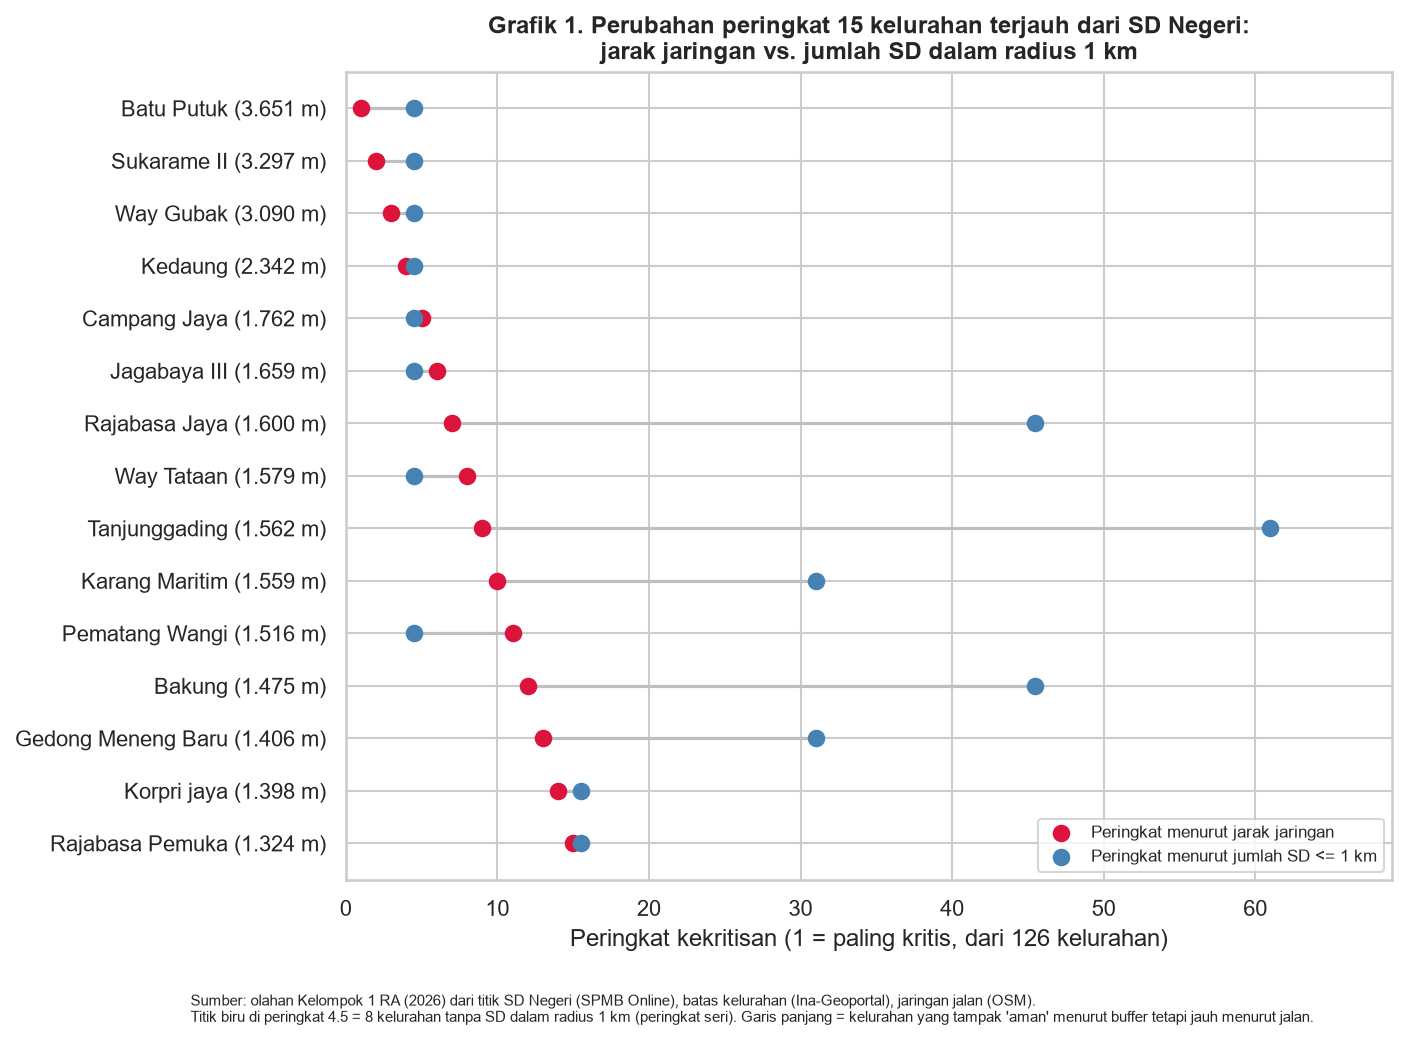 Grafik 1. Perubahan peringkat 15 kelurahan terjauh dari SD Negeri:
jarak jaringan vs. jumlah SD dalam radius 1 km
Batu Putuk (3.651 m)
Sukarame II (3.297 m)
Way Gubak (3.090 m)
Kedaung (2.342 m)
Campang Jaya (1.762 m)
Jagabaya III (1.659 m)
Rajabasa Jaya (1.600 m)
Way Tataan (1.579 m)
Tanjunggading (1.562 m)
Karang Maritim (1.559 m)
Pematang Wangi (1.516 m)
Bakung (1.475 m)
Gedong Meneng Baru (1.406 m)
Korpri jaya (1.398 m)
Rajabasa Pemuka (1.324 m)
Peringkat menurut jarak jaringan
Peringkat menurut jumlah SD <= 1 km
0 10 20 30 40 50 60
Peringkat kekritisan (1 = paling kritis, dari 126 kelurahan)
Sumber: olahan Kelompok 1 RA (2026) dari titik SD Negeri (SPMB Online), batas kelurahan (Ina-Geoportal), jaringan jalan (OSM).
Titik biru di peringkat 4.5 = 8 kelurahan tanpa SD dalam radius 1 km (peringkat seri). Garis panjang = kelurahan yang tampak 'aman' menurut buffer tetapi jauh menurut jalan.